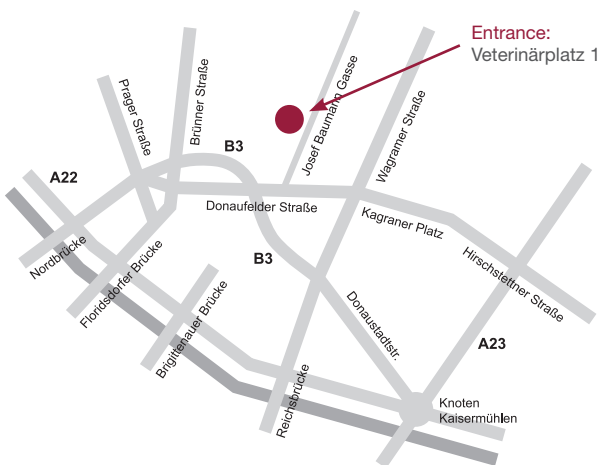 Entrance:
Veterinärplatz 1
Prager Straße
Brünner Straße
Josef Baumann Gasse
Wagramer Straße
B3
A22
Donaufelder Straße
Kagraner Platz
Nordbrücke
Floridsdorfer Brücke
B3
Hirschstettner Straße
Brigittenauer Brücke
Donaustadtstr.
A23
Reichsbrücke
Knoten
Kaisermühlen